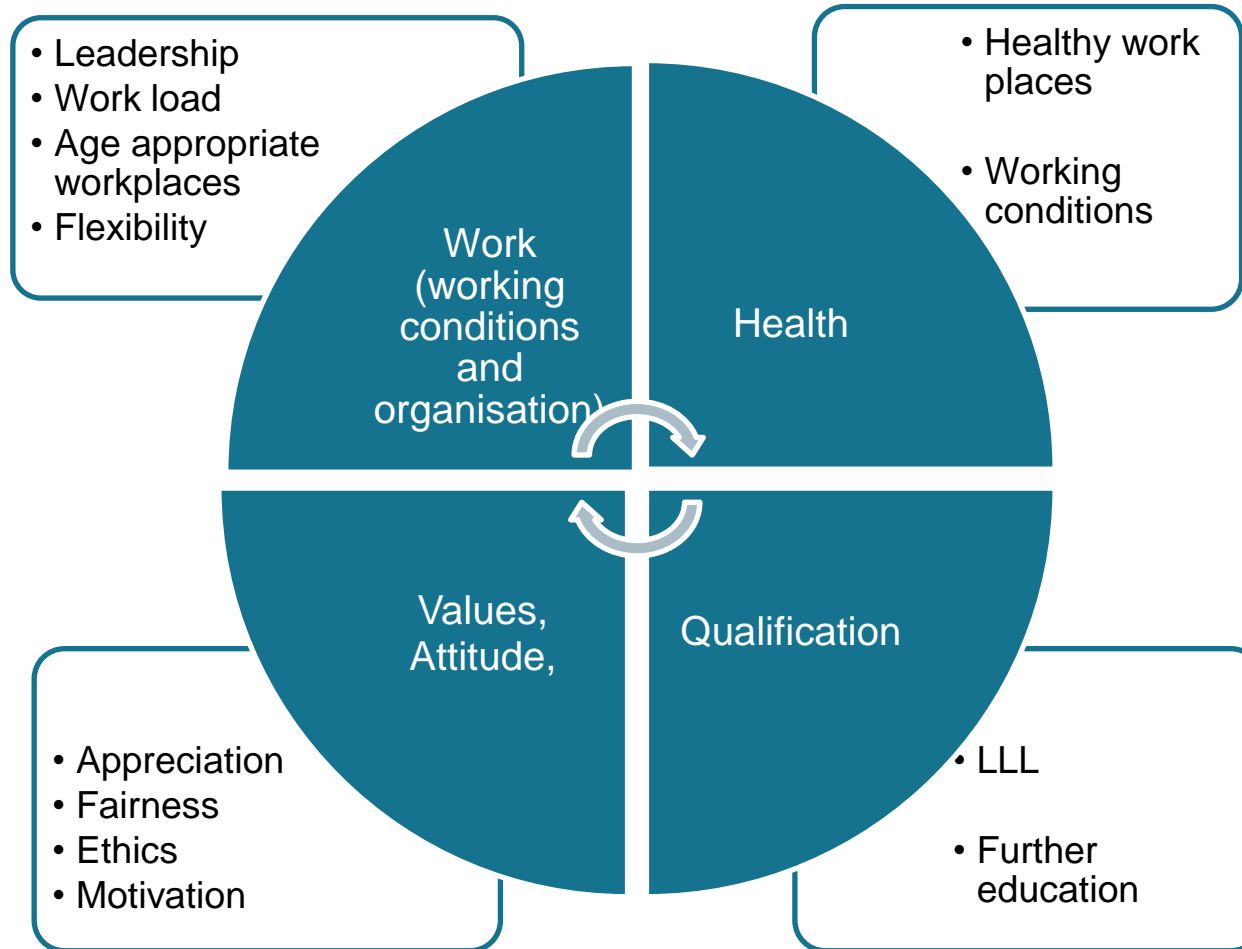 • Leadership
• Work load
• Age appropriate
workplaces
• Flexibility
• Healthy work
places
• Working
conditions
Work
(working
conditions
and
organisation)
Health
Values,
Attitude,
Qualification
• Appreciation
• Fairness
• Ethics
• Motivation
• LLL
• Further
education